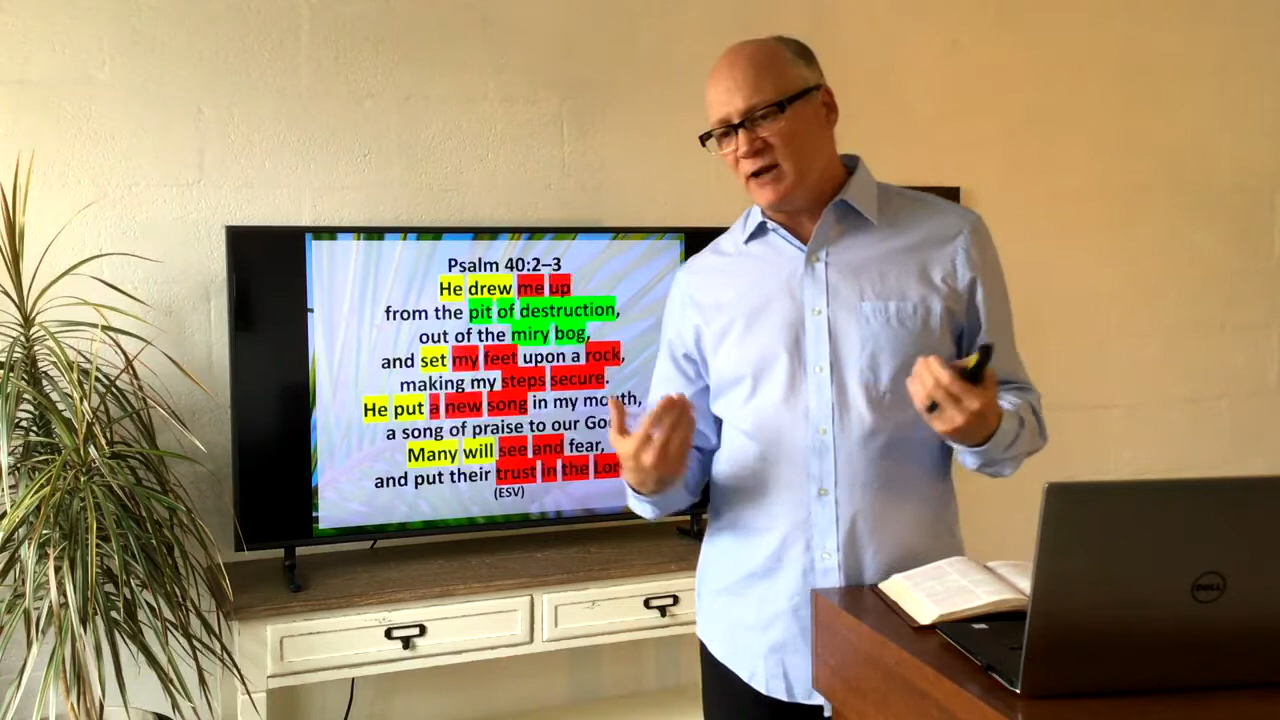 Psalm 40:2–3
He drew me up
from the pit of destruction,
out of the miry bog,
and set my feet upon a rock,
making my steps secure.
He put a new song in my mouth,
a song of praise to our
Many will see and fear,
and put their trust in the
(ESV)
DELL